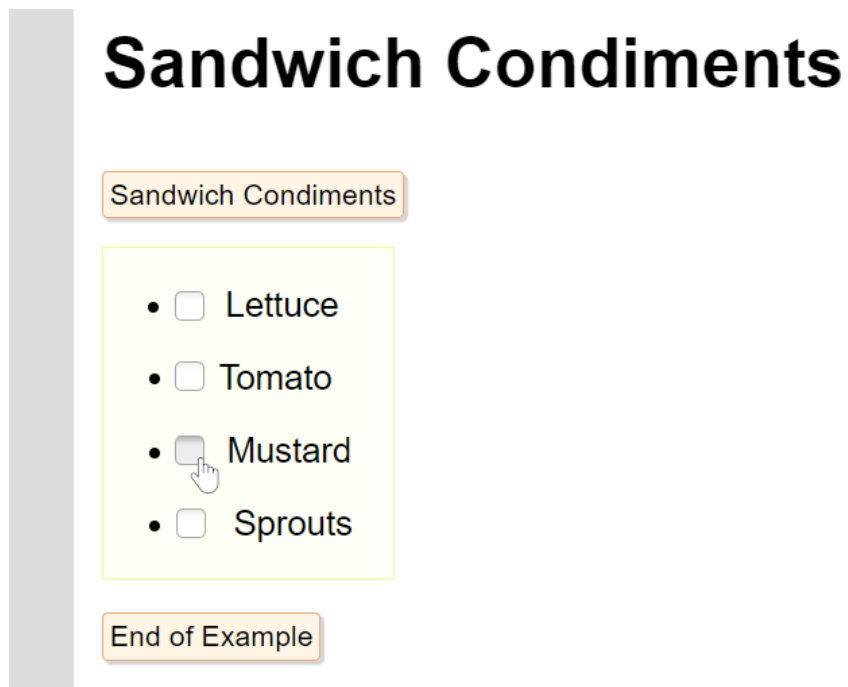 Sandwich Condiments
Sandwich Condiments
Lettuce
Tomato
Mustard
Sprouts
End of Example